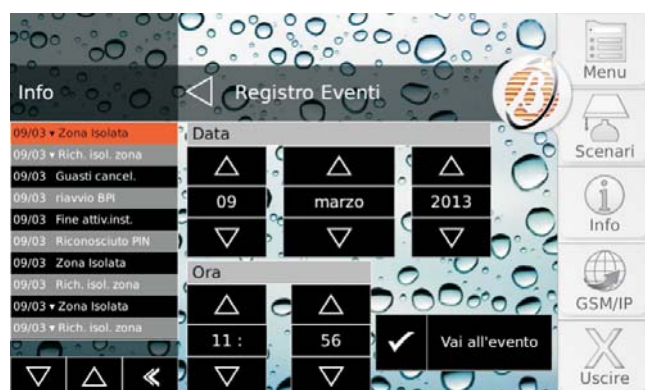 Info
Registro Eventi
09/03 ▾ Zona Isolata
09/03 ▾ Rich. isol. zona
09/03 Guasti cancel.
09/03 riavvio BPI
09/03 Fine attiv.inst.
09/03 Riconosciuto PIN
09/03 Zona Isolata
09/03 Rich. isol. zona
09/03 ▾ Zona Isolata
09/03 ▾ Rich. isol. zona
Data
09 marzo 2013
Ora
11 : 56
Vai all'evento
B
Menu
Scenari
Info
GSM/IP
Uscire